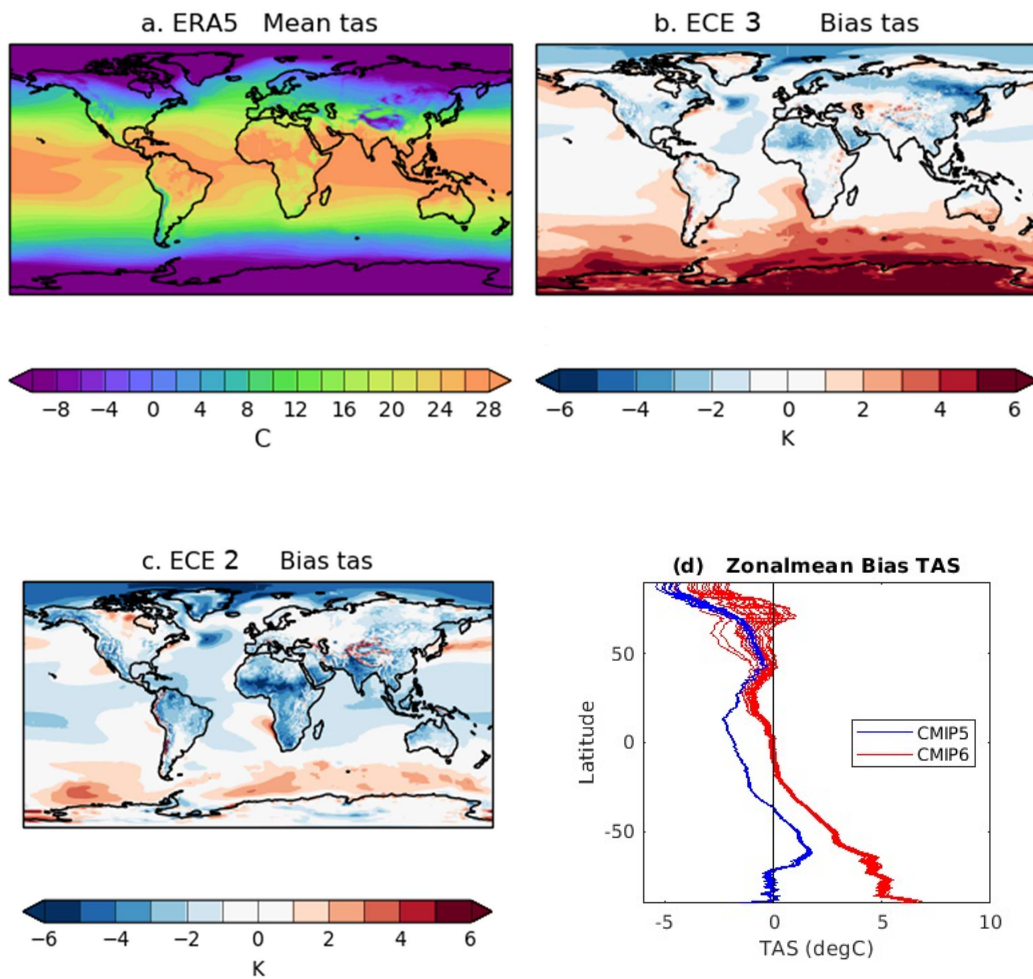 a. ERA5 Mean tas
b. ECE 3 Bias tas
−8 −4 0 4 8 12 16 20 24 28
C
−6 −4 −2 0 2 4 6
K
c. ECE 2 Bias tas
(d) Zonalmean Bias TAS
−6 −4 −2 0 2 4 6
K
50
0
-50
Latitude
CMIP5
CMIP6
-5 0 5 10
TAS (degC)